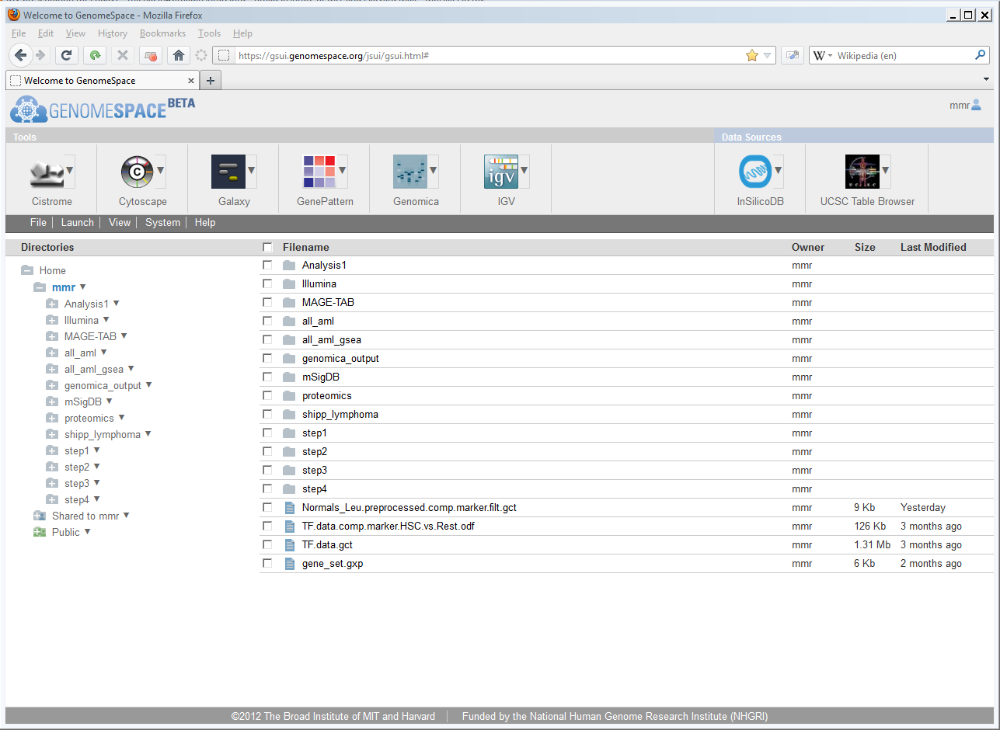 Welcome to GenomeSpace - Mozilla Firefox
File Edit View History Bookmarks Tools Help
https://gsui.genomespace.org/jsui/gsui.html#
W Wikipedia (en)
Welcome to GenomeSpace
GENOMESPACE BETA
mmr
Tools
Data Sources
C
igv
UCSC
Cistrome Cytoscape Galaxy GenePattern Genomica IGV InSilicoDB UCSC Table Browser
File Launch View System Help
Directories
Home
mmr
Analysis1
Illumina
MAGE-TAB
all_aml
all_aml_gsea
genomica_output
mSigDB
proteomics
shipp_lymphoma
step1
step2
step3
step4
Shared to mmr
Public
Filename Owner Size Last Modified
Analysis1 mmr
Illumina mmr
MAGE-TAB mmr
all_aml mmr
all_aml_gsea mmr
genomica_output mmr
mSigDB mmr
proteomics mmr
shipp_lymphoma mmr
step1 mmr
step2 mmr
step3 mmr
step4 mmr
Normals_Leu.preprocessed.comp.marker.filt.gct mmr 9 Kb Yesterday
TF.data.comp.marker.HSC.vs.Rest.odf mmr 126 Kb 3 months ago
TF.data.gct mmr 1.31 Mb 3 months ago
gene_set.gxp mmr 6 Kb 2 months ago
©2012 The Broad Institute of MIT and Harvard Funded by the National Human Genome Research Institute (NHGRI)